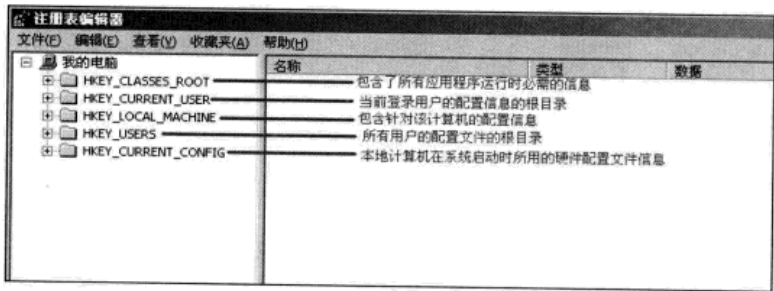 注册表编辑器
文件(F) 编辑(E) 查看(V) 收藏夹(A) 帮助(H)
我的电脑 名称 类型 数据
HKEY_CLASSES_ROOT 包含了所有应用程序运行时必需的信息
HKEY_CURRENT_USER 当前登录用户的配置信息的根目录
HKEY_LOCAL_MACHINE 包含针对该计算机的配置信息
HKEY_USERS 所有用户的配置文件的根目录
HKEY_CURRENT_CONFIG 本地计算机在系统启动时所用的硬件配置文件信息